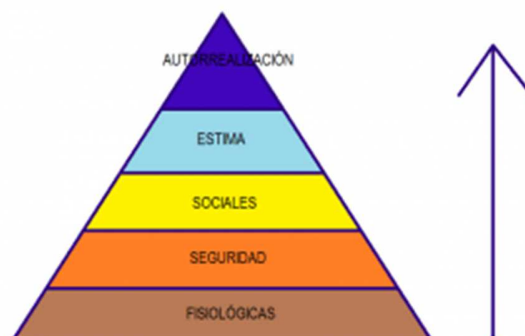 AUTORREALIZACIÓN
ESTIMA
SOCIALES
SEGURIDAD
FISIOLÓGICAS